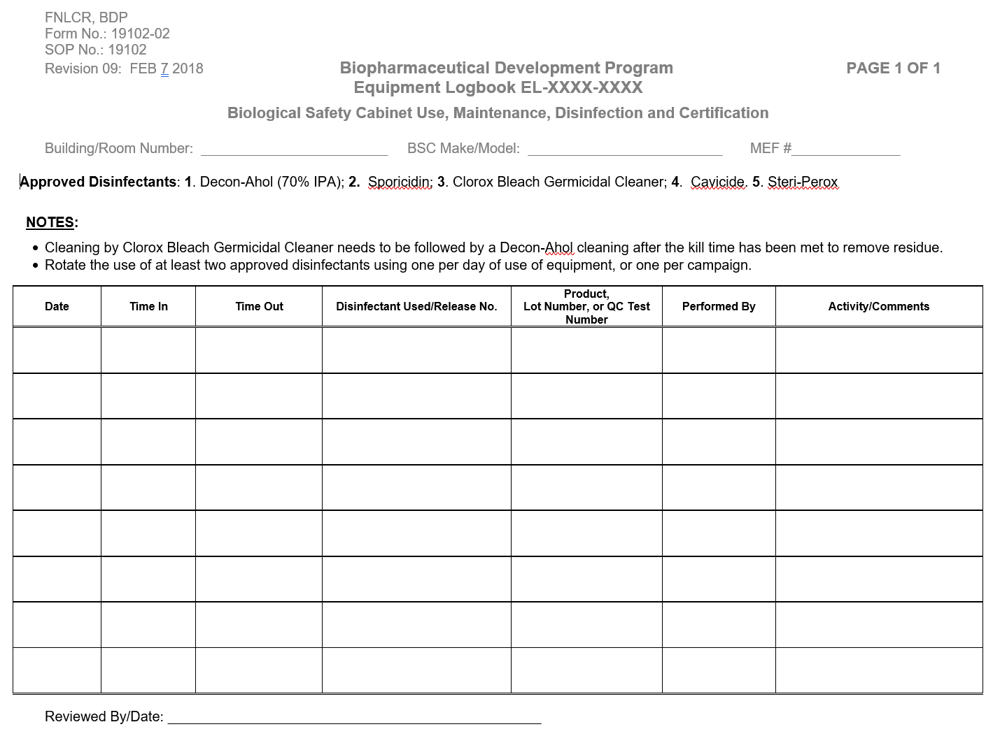 FNLCR, BDP
Form No.: 19102-02
SOP No.: 19102
Revision 09:  FEB 7 2018
Biopharmaceutical Development Program
PAGE 1 OF 1
Equipment Logbook EL-XXXX-XXXX
Biological Safety Cabinet Use, Maintenance, Disinfection and Certification
Building/Room Number: ________________________ BSC Make/Model: _________________________ MEF #______________
Approved Disinfectants: 1. Decon-Ahol (70% IPA); 2.  Sporicidin; 3. Clorox Bleach Germicidal Cleaner; 4.  Cavicide. 5. Steri-Perox
NOTES:
• Cleaning by Clorox Bleach Germicidal Cleaner needs to be followed by a Decon-Ahol cleaning after the kill time has been met to remove residue.
• Rotate the use of at least two approved disinfectants using one per day of use of equipment, or one per campaign.
Date
Time In
Time Out
Disinfectant Used/Release No.
Product,
Lot Number, or QC Test
Number
Performed By
Activity/Comments
Reviewed By/Date: ________________________________________________